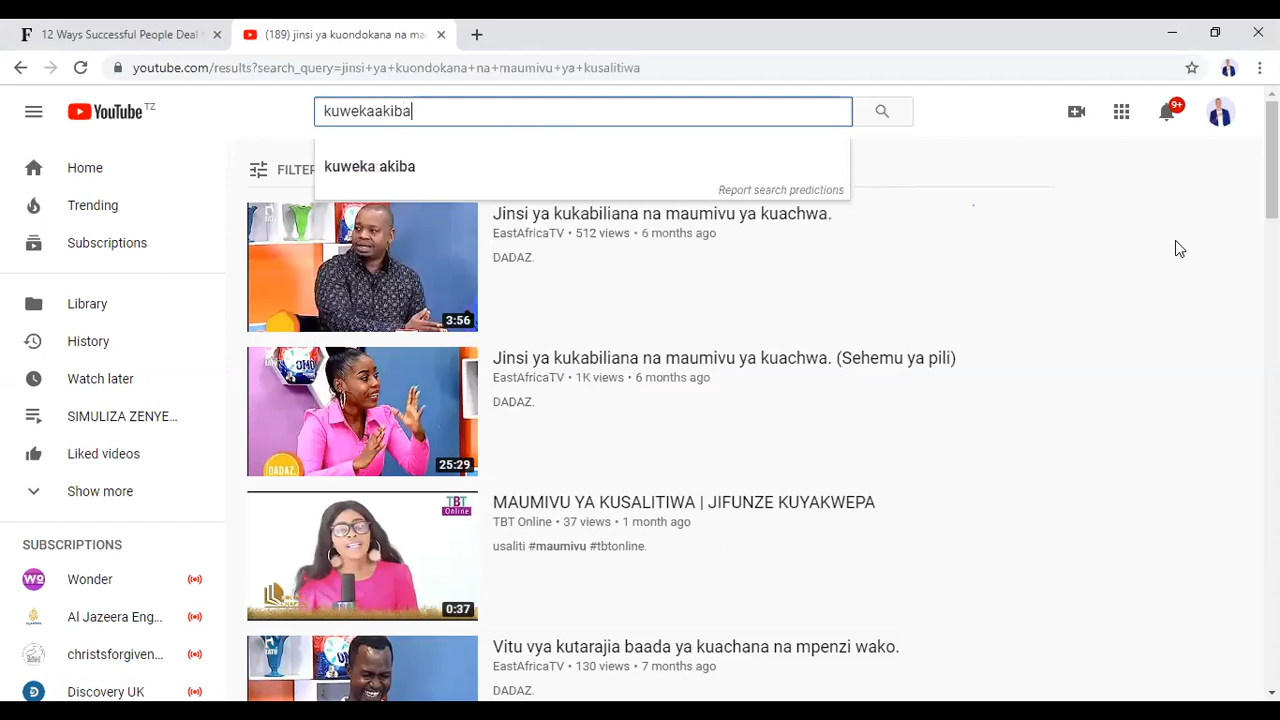 12 Ways Successful People Deal
(189) jinsi ya kuondokana na ma
youtube.com/results?search_query=jinsi+ya+kuondokana+na+maumivu+ya+kusalitiwa
YouTube TZ
kuwekaakiba
9+
kuweka akiba
Report search predictions
FILTER
Home
Trending
Subscriptions
Library
History
Watch later
SIMULIZA ZENYE...
Liked videos
Show more
SUBSCRIPTIONS
Wonder
Al Jazeera Eng...
christsforgiven...
Discovery UK
3:56
Jinsi ya kukabiliana na maumivu ya kuachwa.
EastAfricaTV • 512 views • 6 months ago
DADAZ.
DADAZ.
25:29
Jinsi ya kukabiliana na maumivu ya kuachwa. (Sehemu ya pili)
EastAfricaTV • 1K views • 6 months ago
DADAZ.
TBT
Online
0:37
MAUMIVU YA KUSALITIWA | JIFUNZE KUYAKWEPA
TBT Online • 37 views • 1 month ago
usaliti #maumivu #tbtonline.
Vitu vya kutarajia baada ya kuachana na mpenzi wako.
EastAfricaTV • 130 views • 7 months ago
DADAZ.